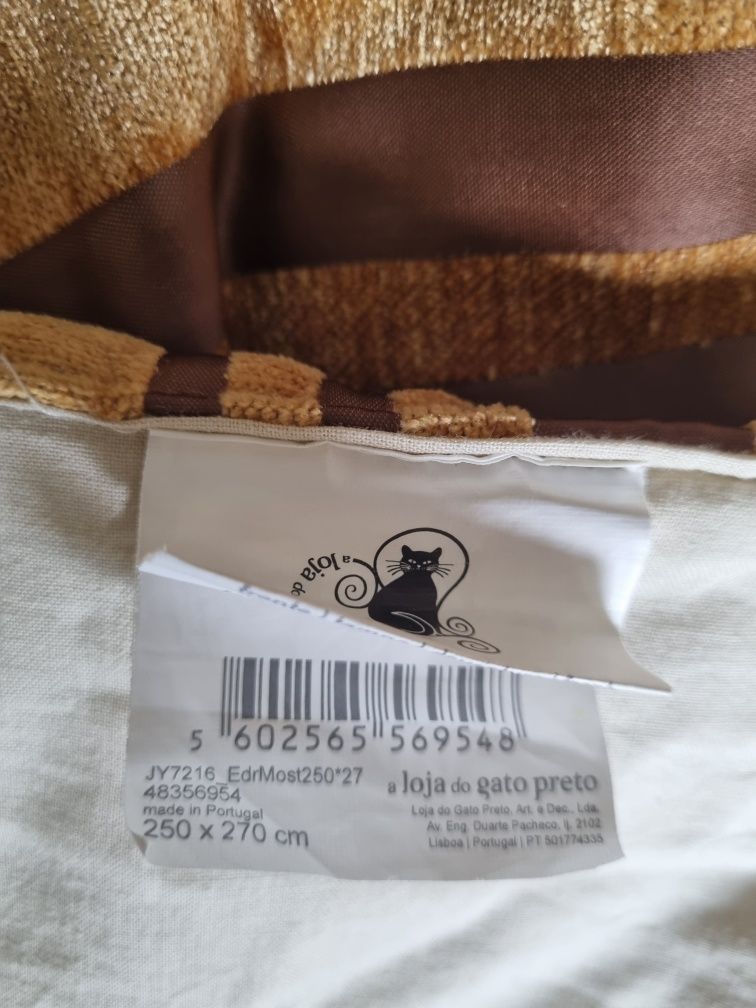 a loja do
5 602565 569548
JY7216_EdrMost250*27
48356954
made in Portugal
250 x 270 cm
a loja do gato preto
Loja do Gato Preto, Art. e Dec., Lda.
Av. Eng. Duarte Pacheco, lj. 2102
Lisboa | Portugal | PT 501774335